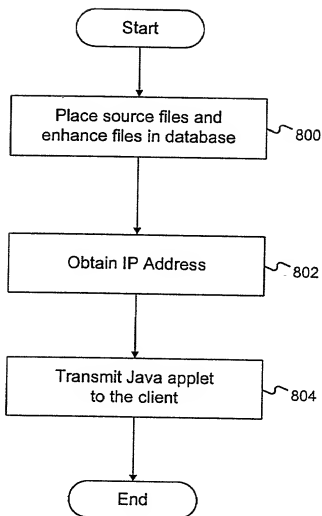 Start
Place source files and
enhance files in database
800
Obtain IP Address
802
Transmit Java applet
to the client
804
End